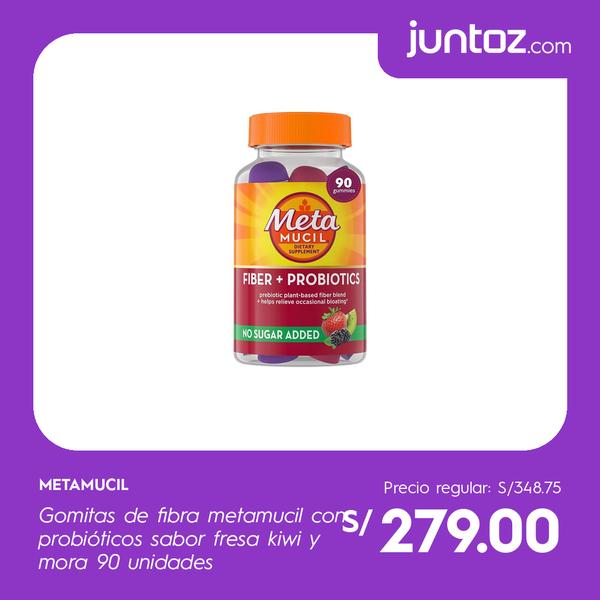 juntoz.com
90
gummies
Meta
MUCIL
DIETARY
SUPPLEMENT
FIBER + PROBIOTICS
prebiotic plant-based fiber blend
+ helps relieve occasional bloating*
NO SUGAR ADDED
METAMUCIL
Gomitas de fibra metamucil con
probióticos sabor fresa kiwi y
mora 90 unidades
Precio regular: S/348.75
S/ 279.00